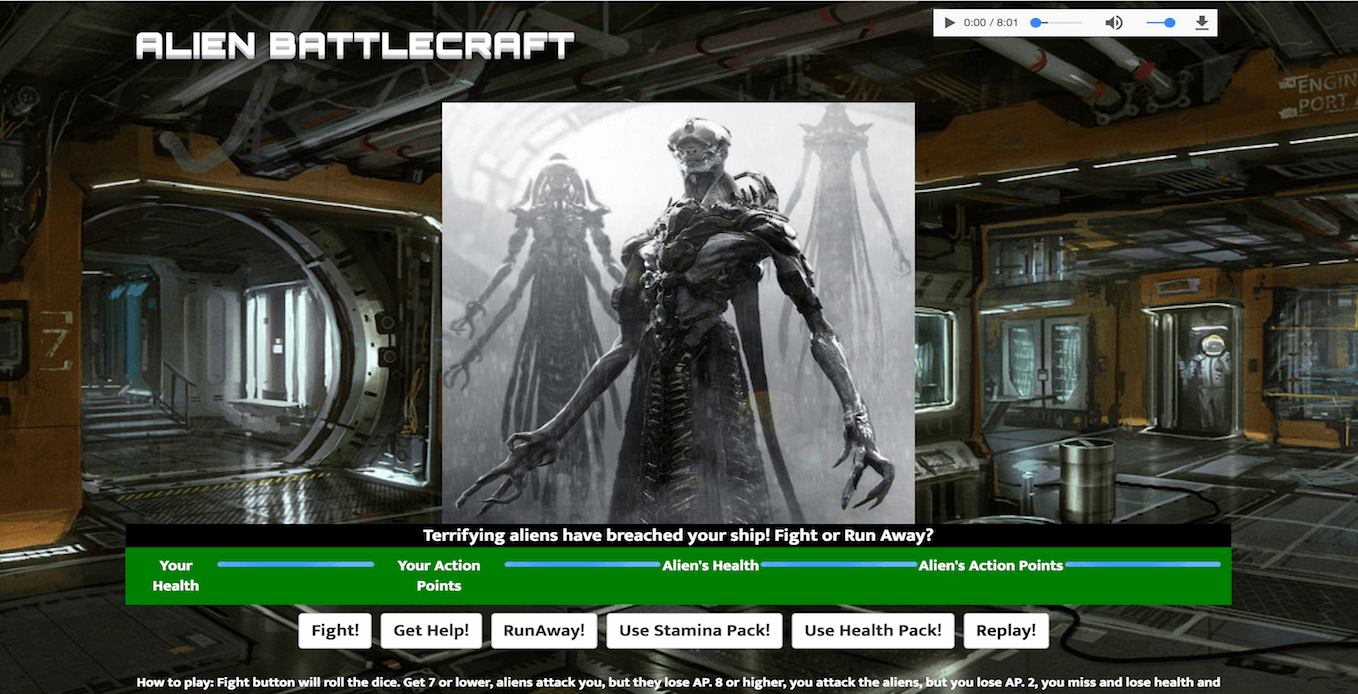 ALIEN BATTLECRAFT
0:00 / 8:01
ENGIN
PORT A
Terrifying aliens have breached your ship! Fight or Run Away?
Your Health
Your Action Points
Alien's Health
Alien's Action Points
Fight!
Get Help!
RunAway!
Use Stamina Pack!
Use Health Pack!
Replay!
How to play: Fight button will roll the dice. Get 7 or lower, aliens attack you, but they lose AP. 8 or higher, you attack the aliens, but you lose AP. 2, you miss and lose health and